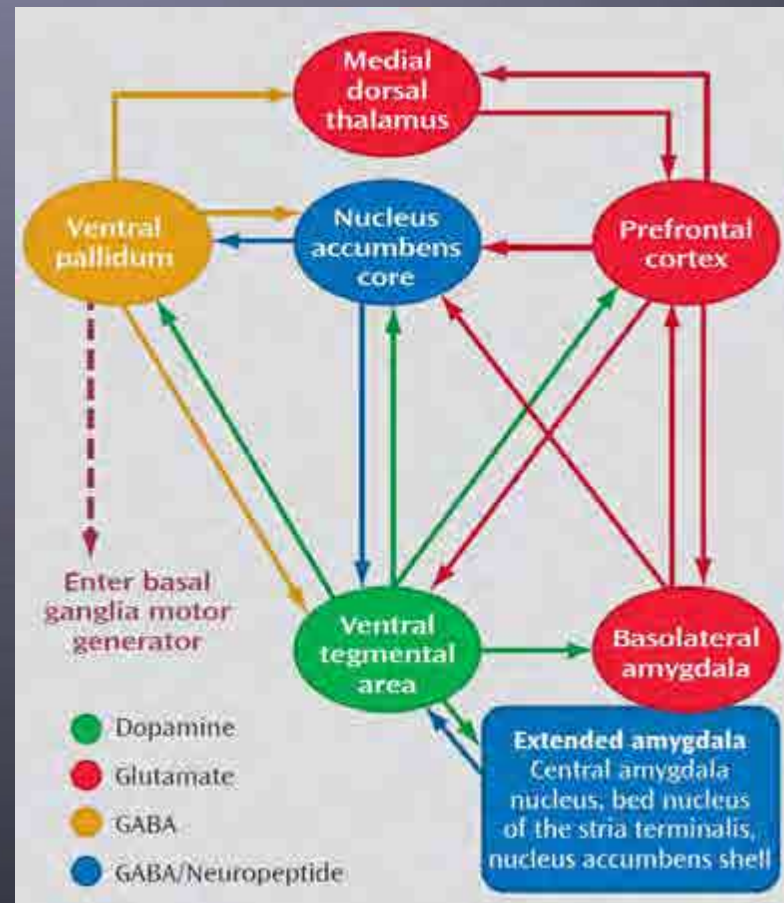 Medial
dorsal
thalamus
Ventral
pallidum
Nucleus
accumbens
core
Prefrontal
cortex
Enter basal
ganglia motor
generator
Ventral
tegmental
area
Basolateral
amygdala
Dopamine
Glutamate
GABA
GABA/Neuropeptide
Extended amygdala
Central amygdala
nucleus, bed nucleus
of the stria terminalis,
nucleus accumbens shell